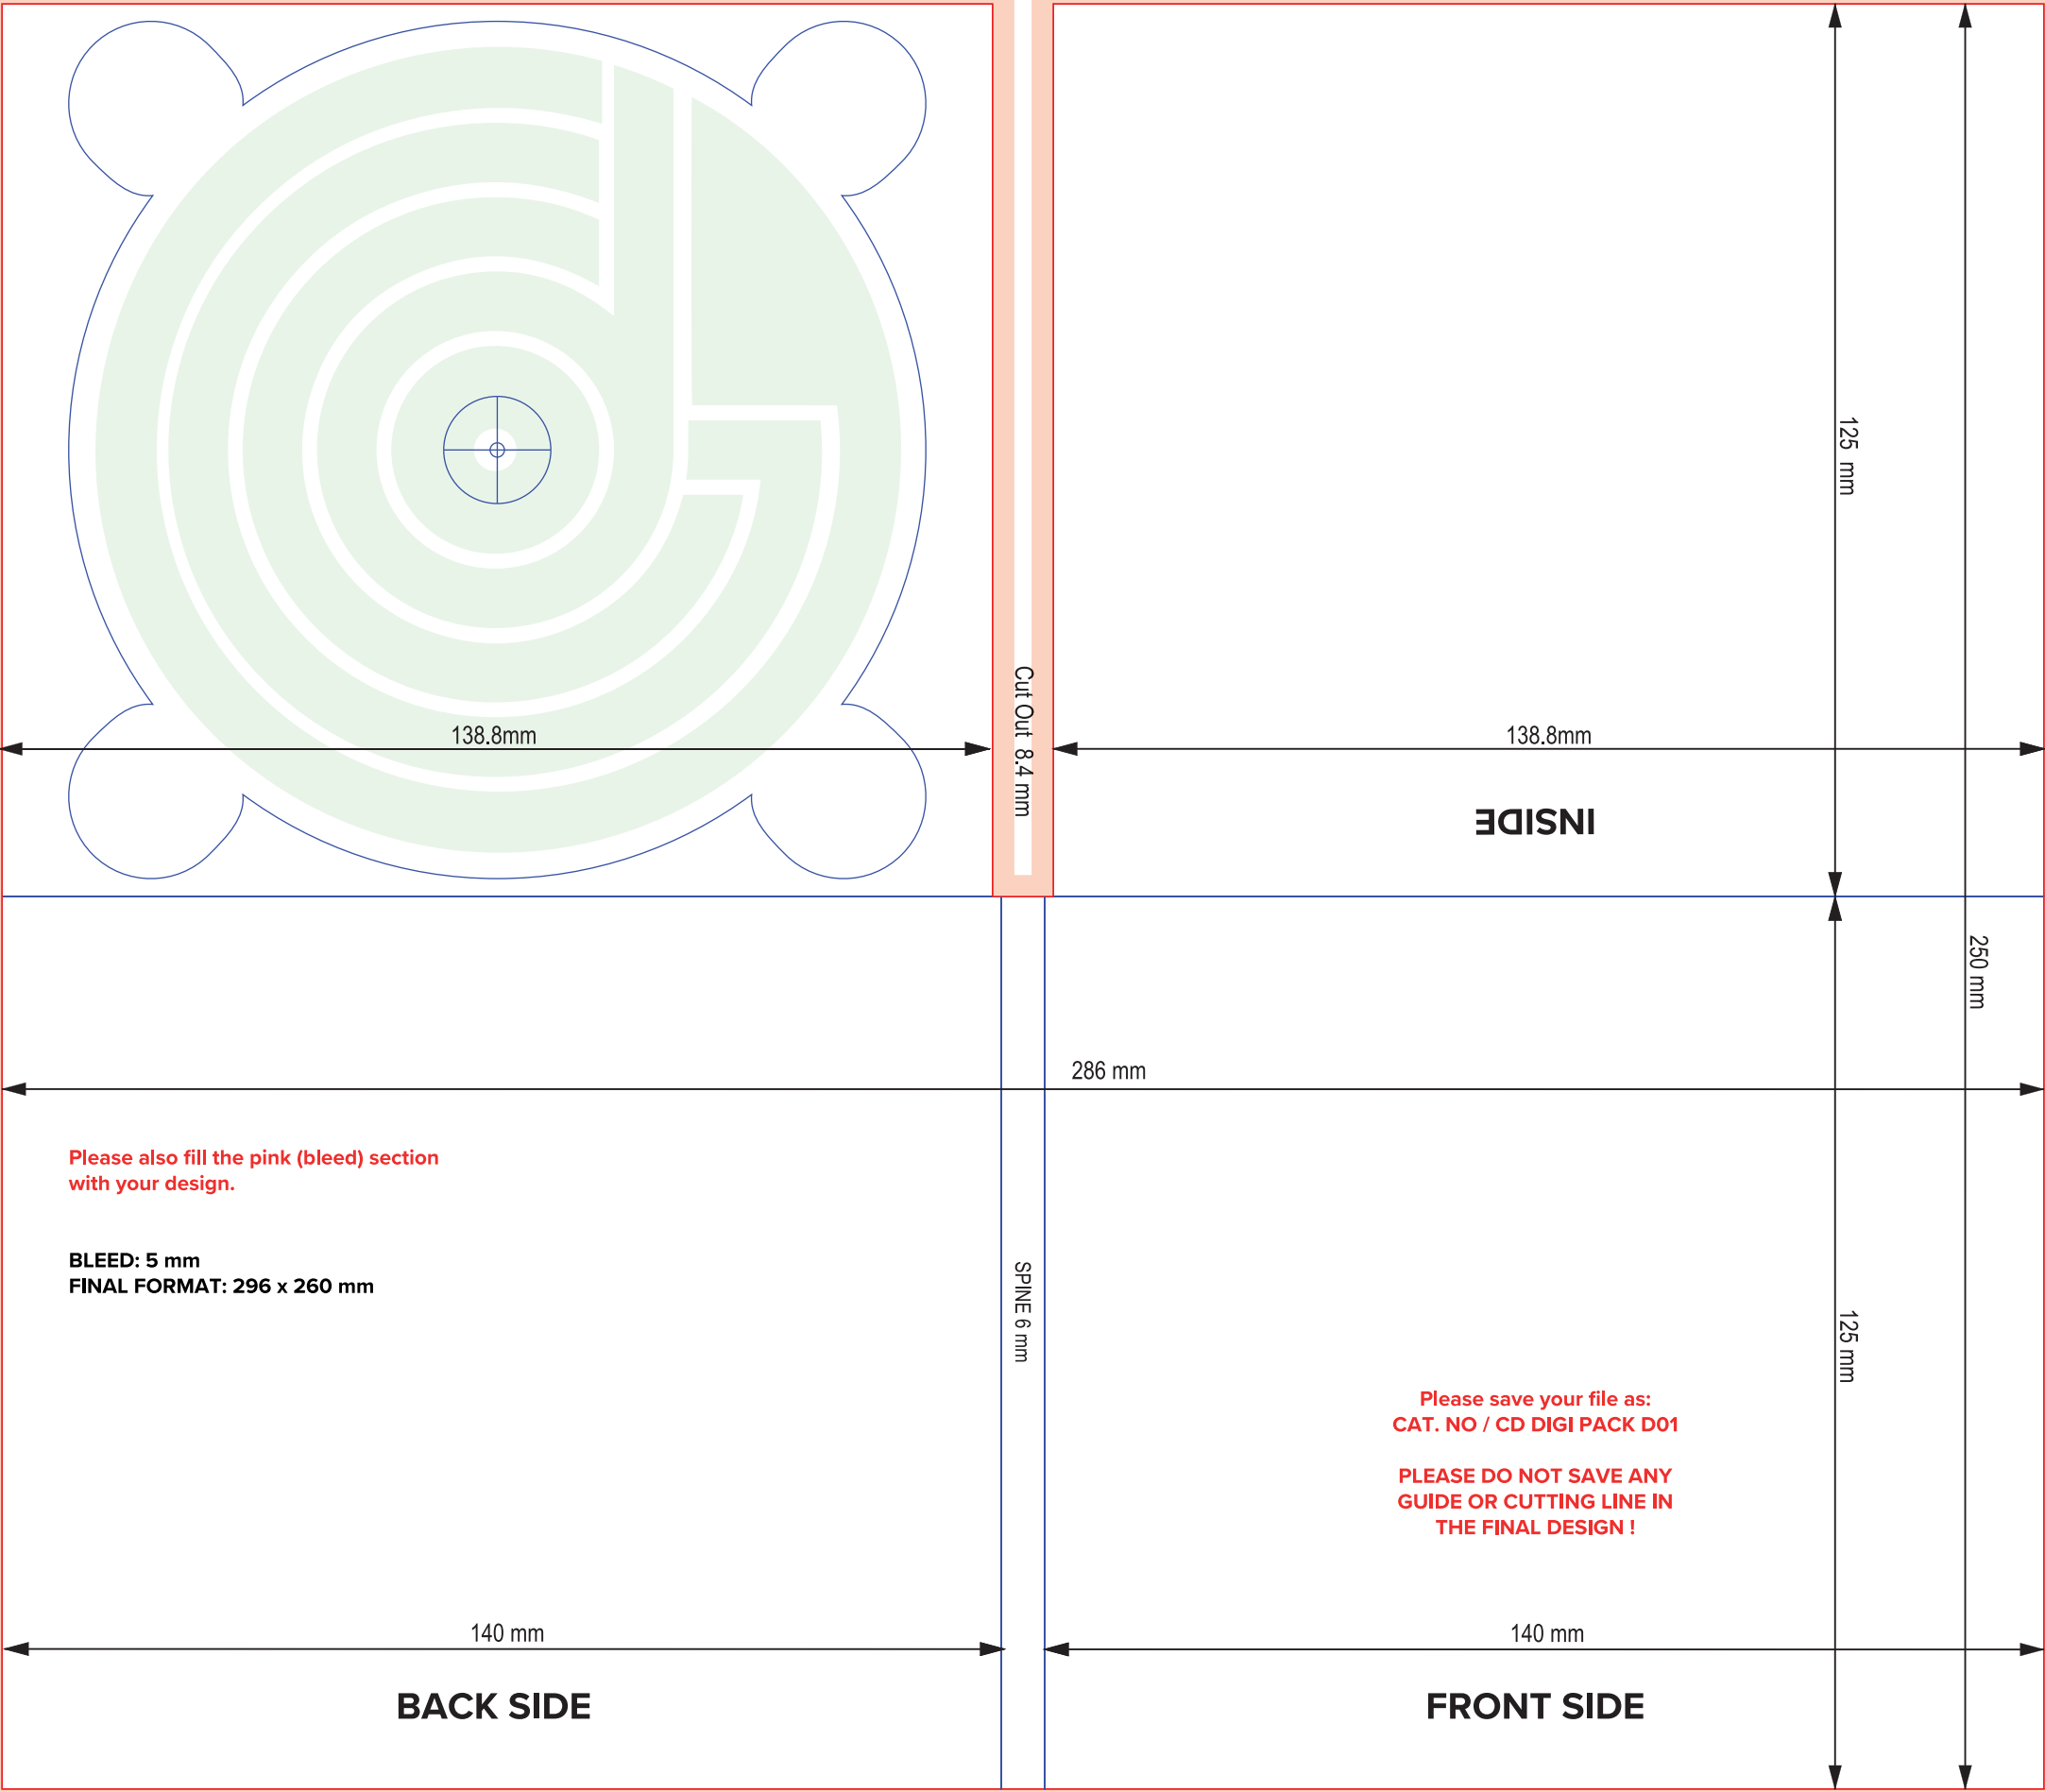 125 mm
Cut Out 8.4 mm
138.8mm
138.8mm
INSIDE
250 mm
286 mm
Please also fill the pink (bleed) section
with your design.
BLEED: 5 mm
FINAL FORMAT: 296 x 260 mm
SPINE 6 mm
125 mm
Please save your file as:
CAT. NO / CD DIGI PACK D01
PLEASE DO NOT SAVE ANY
GUIDE OR CUTTING LINE IN
THE FINAL DESIGN !
140 mm
140 mm
BACK SIDE
FRONT SIDE